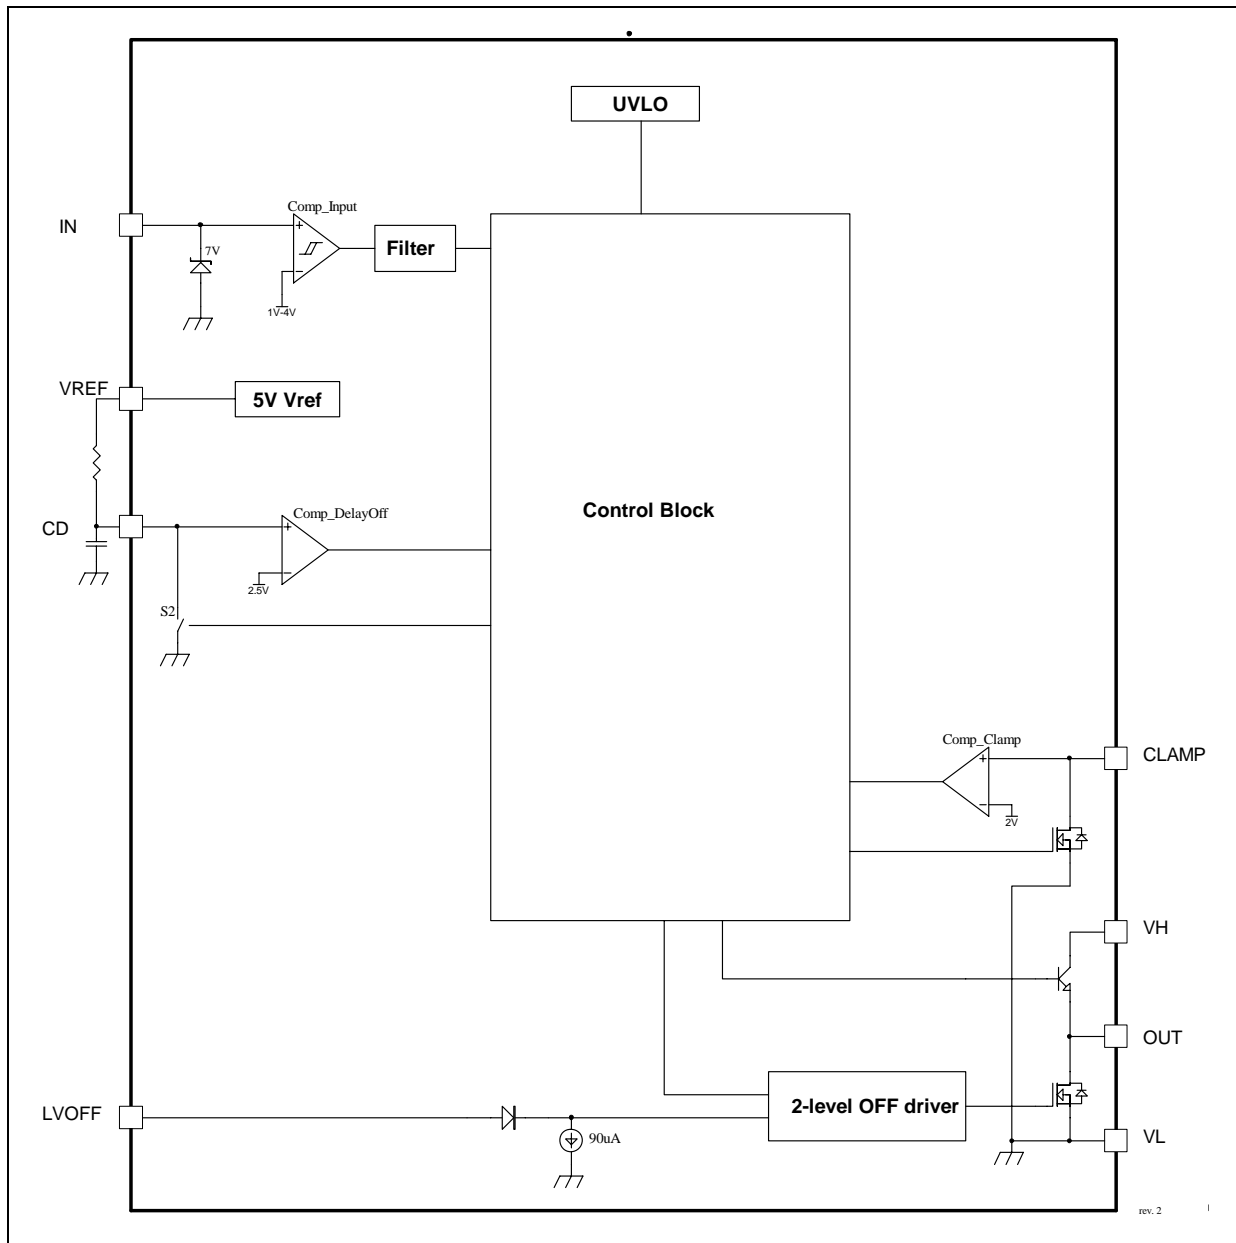 UVLO
IN
Comp_Input
7V
Filter
1V-4V
VREF
5V Vref
CD
Comp_DelayOff
2.5V
S2
Control Block
Comp_Clamp
CLAMP
2V
VH
OUT
LVOFF
2-level OFF driver
90uA
VL
rev. 2